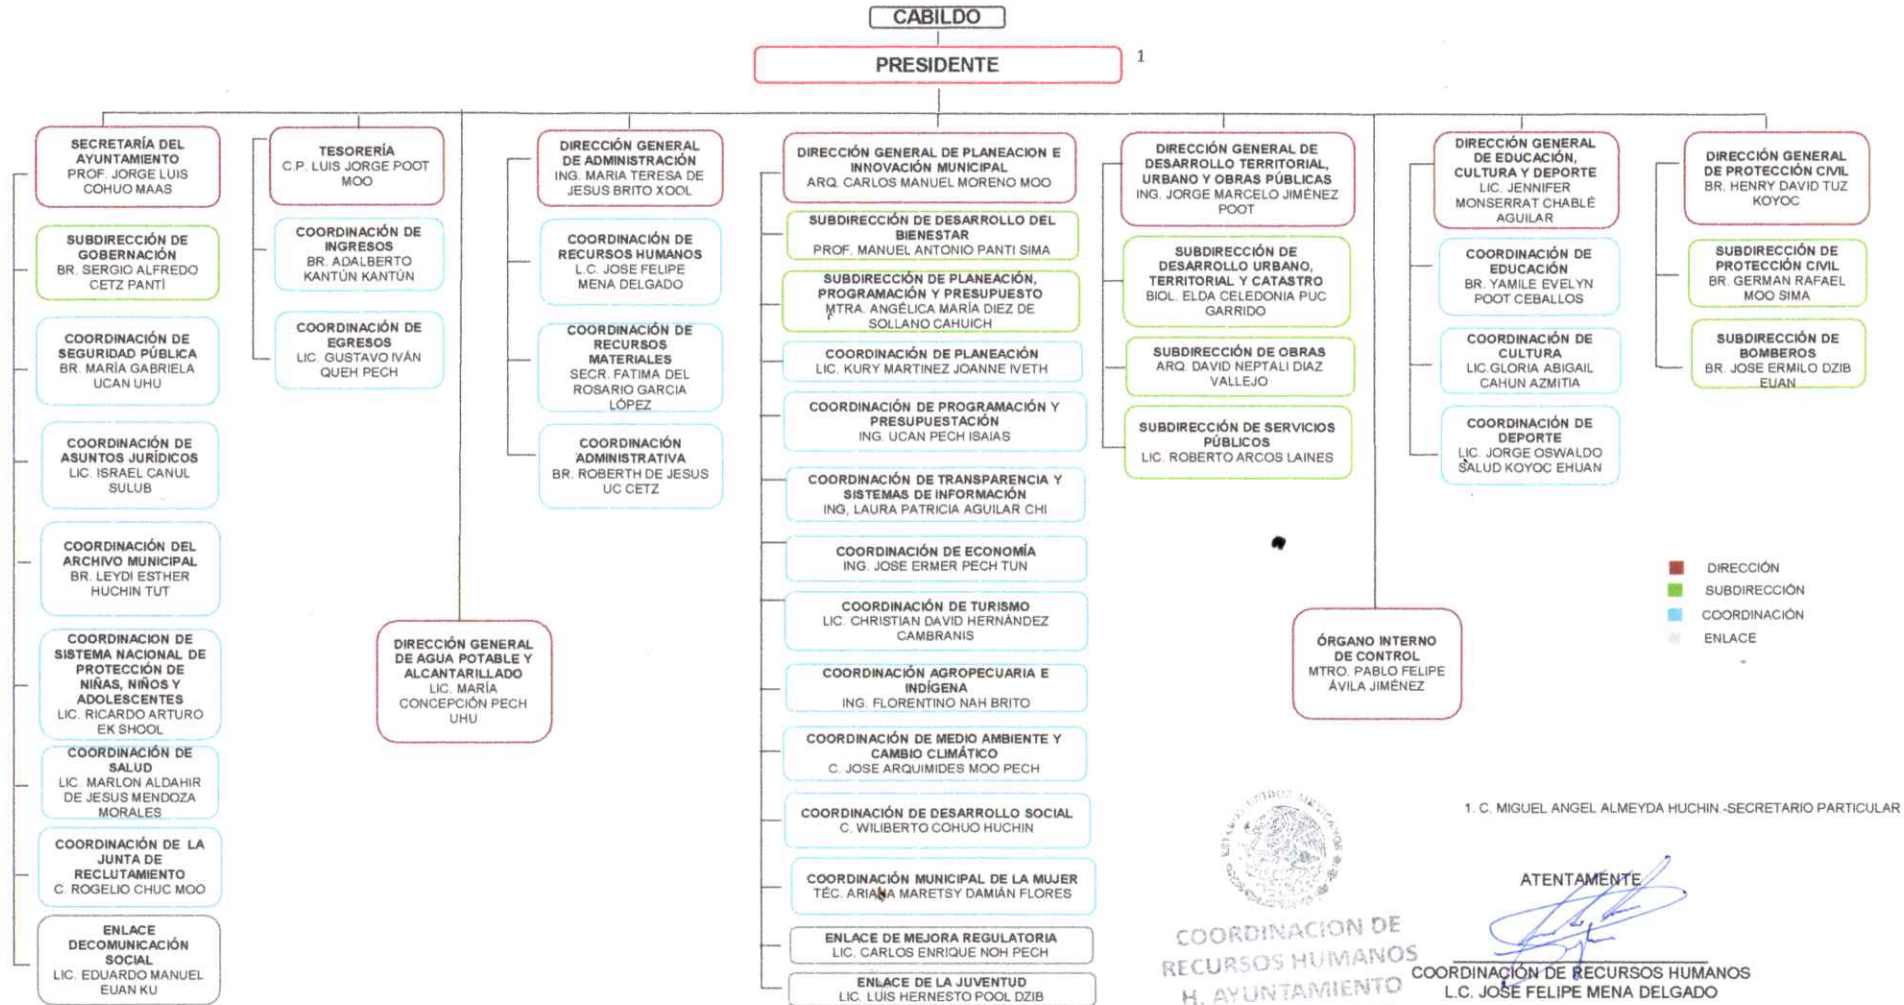 CABILDO
PRESIDENTE
1
SECRETARÍA DEL
AYUNTAMIENTO
PROF. JORGE LUIS
COHUO MAAS
SUBDIRECCIÓN DE
GOBERNACIÓN
BR. SERGIO ALFREDO
CETZ PANTÍ
COORDINACIÓN DE
SEGURIDAD PÚBLICA
BR. MARÍA GABRIELA
UCAN UHU
COORDINACIÓN DE
ASUNTOS JURÍDICOS
LIC. ISRAEL CANUL
SULUB
COORDINACIÓN DEL
ARCHIVO MUNICIPAL
BR. LEYDI ESTHER
HUCHIN TUT
COORDINACION DE
SISTEMA NACIONAL DE
PROTECCIÓN DE
NIÑAS, NIÑOS Y
ADOLESCENTES
LIC. RICARDO ARTURO
EK SHOOL
COORDINACIÓN DE
SALUD
LIC. MARLON ALDAHIR
DE JESUS MENDOZA
MORALES
COORDINACIÓN DE LA
JUNTA DE
RECLUTAMIENTO
C. ROGELIO CHUC MOO
ENLACE
DECOMUNICACIÓN
SOCIAL
LIC. EDUARDO MANUEL
EUAN KU
TESORERÍA
C.P. LUIS JORGE POOT
MOO
COORDINACIÓN DE
INGRESOS
BR. ADALBERTO
KANTÚN KANTÚN
COORDINACIÓN DE
EGRESOS
LIC. GUSTAVO IVÁN
QUEH PECH
DIRECCIÓN GENERAL
DE AGUA POTABLE Y
ALCANTARILLADO
LIC. MARÍA
CONCEPCIÓN PECH
UHU
DIRECCIÓN GENERAL
DE ADMINISTRACIÓN
ING. MARIA TERESA DE
JESUS BRITO XOOL
COORDINACIÓN DE
RECURSOS HUMANOS
L.C. JOSE FELIPE
MENA DELGADO
COORDINACIÓN DE
RECURSOS
MATERIALES
SECR. FATIMA DEL
ROSARIO GARCIA
LÓPEZ
COORDINACIÓN
ADMINISTRATIVA
BR. ROBERTH DE JESUS
UC CETZ
DIRECCIÓN GENERAL DE PLANEACION E
INNOVACIÓN MUNICIPAL
ARQ. CARLOS MANUEL MORENO MOO
SUBDIRECCIÓN DE DESARROLLO DEL
BIENESTAR
PROF. MANUEL ANTONIO PANTI SIMA
SUBDIRECCIÓN DE PLANEACIÓN,
PROGRAMACIÓN Y PRESUPUESTO
MTRA. ANGÉLICA MARÍA DIEZ DE
SOLLANO CAHUICH
COORDINACIÓN DE PLANEACIÓN
LIC. KURY MARTINEZ JOANNE IVETH
COORDINACIÓN DE PROGRAMACIÓN Y
PRESUPUESTACIÓN
ING. UCAN PECH ISAIAS
COORDINACIÓN DE TRANSPARENCIA Y
SISTEMAS DE INFORMACIÓN
ING, LAURA PATRICIA AGUILAR CHI
COORDINACIÓN DE ECONOMÍA
ING. JOSE ERMER PECH TUN
COORDINACIÓN DE TURISMO
LIC. CHRISTIAN DAVID HERNÁNDEZ
CAMBRANIS
COORDINACIÓN AGROPECUARIA E
INDÍGENA
ING. FLORENTINO NAH BRITO
COORDINACIÓN DE MEDIO AMBIENTE Y
CAMBIO CLIMÁTICO
C. JOSE ARQUIMIDES MOO PECH
COORDINACIÓN DE DESARROLLO SOCIAL
C. WILIBERTO COHUO HUCHIN
COORDINACIÓN MUNICIPAL DE LA MUJER
TÉC. ARIANA MARETSY DAMIÁN FLORES
ENLACE DE MEJORA REGULATORIA
LIC. CARLOS ENRIQUE NOH PECH
ENLACE DE LA JUVENTUD
LIC. LUIS HERNESTO POOL DZIB
DIRECCIÓN GENERAL DE
DESARROLLO TERRITORIAL,
URBANO Y OBRAS PÚBLICAS
ING. JORGE MARCELO JIMÉNEZ
POOT
SUBDIRECCIÓN DE
DESARROLLO URBANO,
TERRITORIAL Y CATASTRO
BIOL. ELDA CELEDONIA PUC
GARRIDO
SUBDIRECCIÓN DE OBRAS
ARQ. DAVID NEPTALI DIAZ
VALLEJO
SUBDIRECCIÓN DE SERVICIOS
PÚBLICOS
LIC. ROBERTO ARCOS LAINES
ÓRGANO INTERNO
DE CONTROL
MTRO. PABLO FELIPE
ÁVILA JIMÉNEZ
DIRECCIÓN GENERAL
DE EDUCACIÓN,
CULTURA Y DEPORTE
LIC. JENNIFER
MONSERRAT CHABLÉ
AGUILAR
COORDINACIÓN DE
EDUCACIÓN
BR. YAMILE EVELYN
POOT CEBALLOS
COORDINACIÓN DE
CULTURA
LIC.GLORIA ABIGAIL
CAHUN AZMITIA
COORDINACIÓN DE
DEPORTE
LIC. JORGE OSWALDO
SALUD KOYOC EHUAN
DIRECCIÓN GENERAL
DE PROTECCIÓN CIVIL
BR. HENRY DAVID TUZ
KOYOC
SUBDIRECCIÓN DE
PROTECCIÓN CIVIL
BR. GERMAN RAFAEL
MOO SIMA
SUBDIRECCIÓN DE
BOMBEROS
BR. JOSE ERMILO DZIB
EUAN
DIRECCIÓN
SUBDIRECCIÓN
COORDINACIÓN
ENLACE
1. C. MIGUEL ANGEL ALMEYDA HUCHIN.-SECRETARIO PARTICULAR
ESTADOS UNIDOS MEXICANOS
COORDINACION DE
RECURSOS HUMANOS
H. AYUNTAMIENTO
ATENTAMENTE
COORDINACIÓN DE RECURSOS HUMANOS
L.C. JOSE FELIPE MENA DELGADO